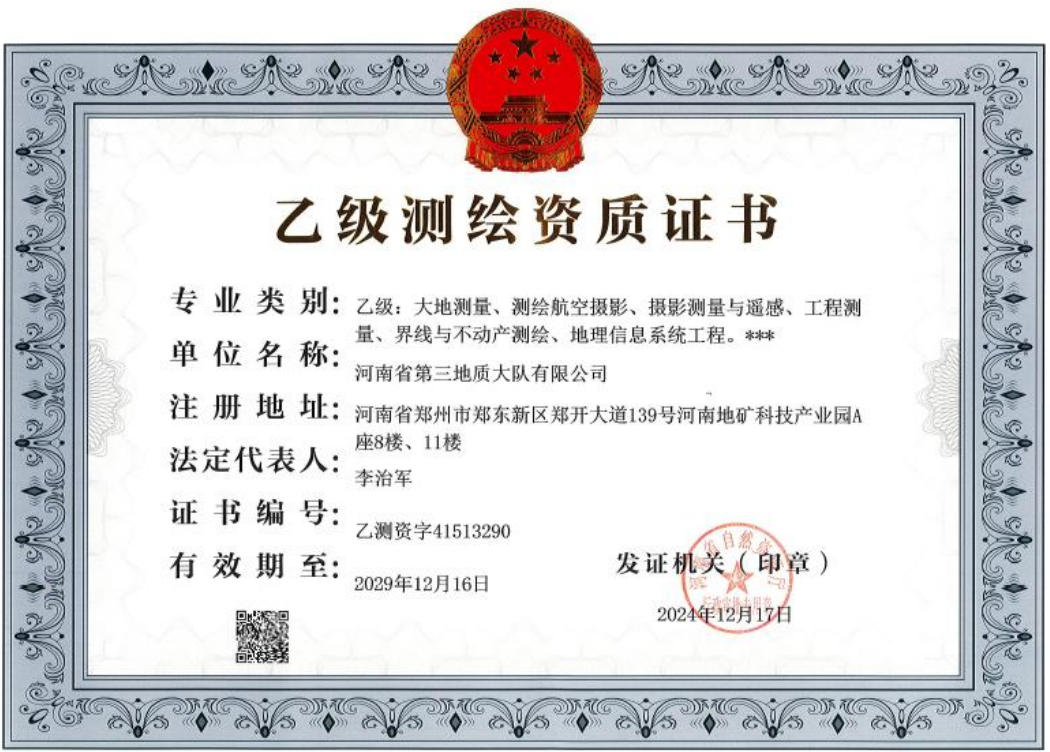 乙级测绘资质证书
专业类别：乙级：大地测量、测绘航空摄影、摄影测量与遥感、工程测
量、界线与不动产测绘、地理信息系统工程。***
单位名称：河南省第三地质大队有限公司
注册地址：河南省郑州市郑东新区郑开大道139号河南地矿科技产业园A
座8楼、11楼
法定代表人：李治军
证书编号：乙测资字41513290
有效期至：2029年12月16日
发证机关（印章）
河南省自然资源厅
2024年12月17日